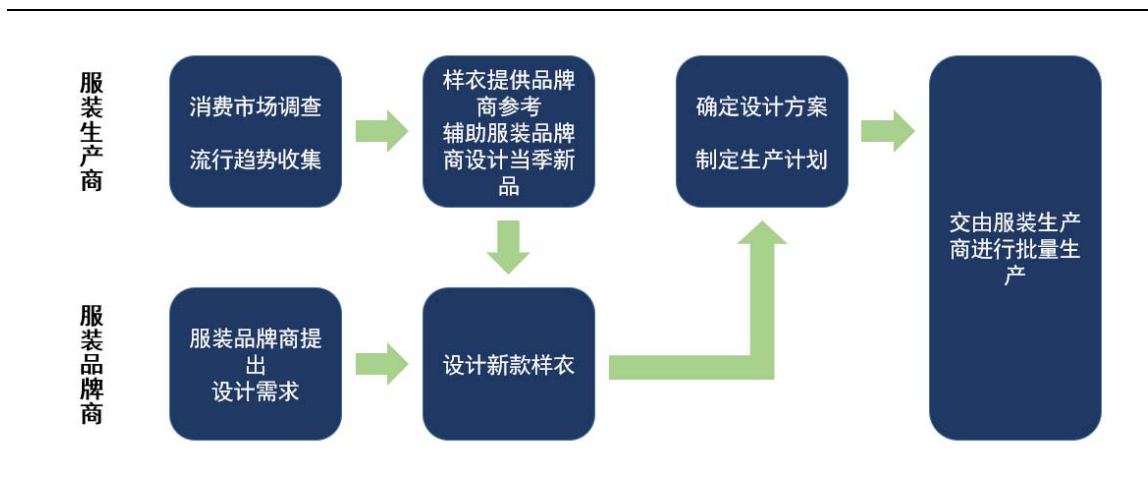 服装生产商
消费市场调查
流行趋势收集
样衣提供品牌
商参考
辅助服装品牌
商设计当季新
品
确定设计方案
制定生产计划
交由服装生产
商进行批量生
产
服装品牌商
服装品牌商提
出
设计需求
设计新款样衣